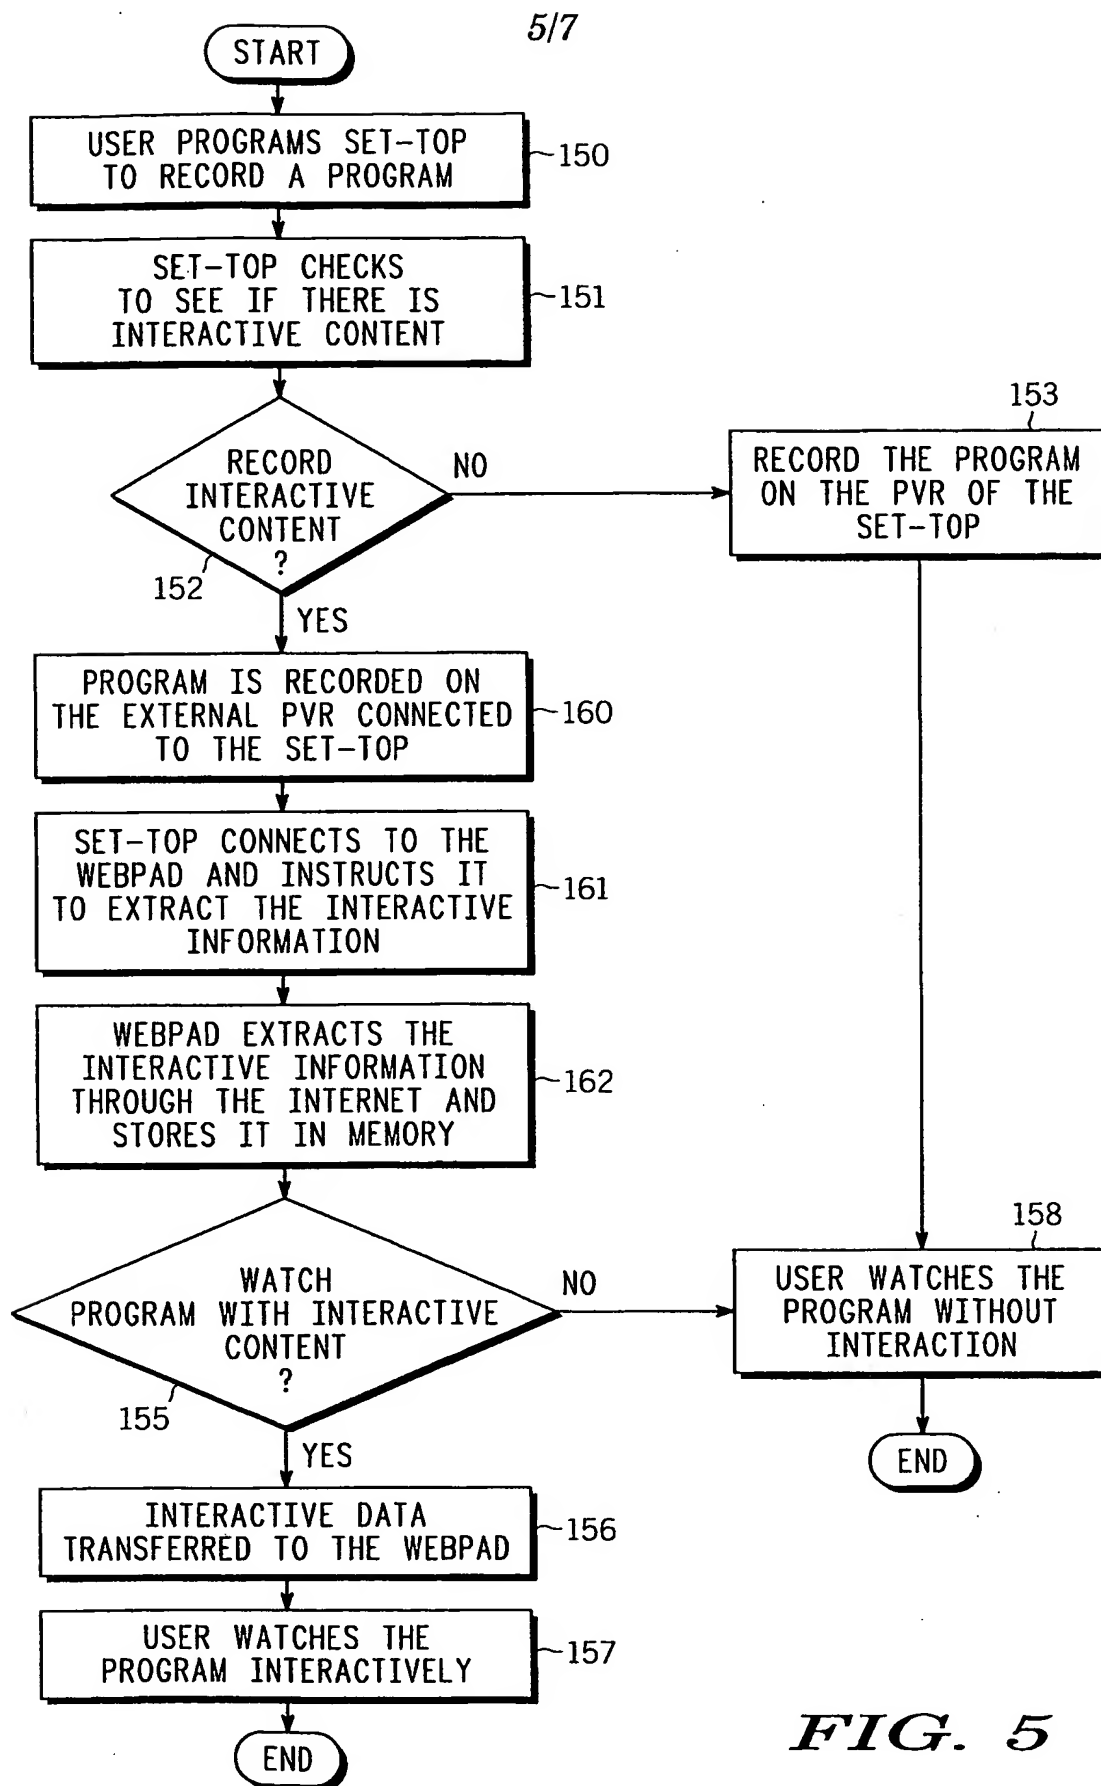 5/7
START
USER PROGRAMS SET-TOP
TO RECORD A PROGRAM
150
SET-TOP CHECKS
TO SEE IF THERE IS
INTERACTIVE CONTENT
151
RECORD
INTERACTIVE
CONTENT
?
152
NO
153
RECORD THE PROGRAM
ON THE PVR OF THE
SET-TOP
YES
PROGRAM IS RECORDED ON
THE EXTERNAL PVR CONNECTED
TO THE SET-TOP
160
SET-TOP CONNECTS TO THE
WEBPAD AND INSTRUCTS IT
TO EXTRACT THE INTERACTIVE
INFORMATION
161
WEBPAD EXTRACTS THE
INTERACTIVE INFORMATION
THROUGH THE INTERNET AND
STORES IT IN MEMORY
162
WATCH
PROGRAM WITH INTERACTIVE
CONTENT
?
155
NO
158
USER WATCHES THE
PROGRAM WITHOUT
INTERACTION
END
YES
INTERACTIVE DATA
TRANSFERRED TO THE WEBPAD
156
USER WATCHES THE
PROGRAM INTERACTIVELY
157
END
FIG. 5